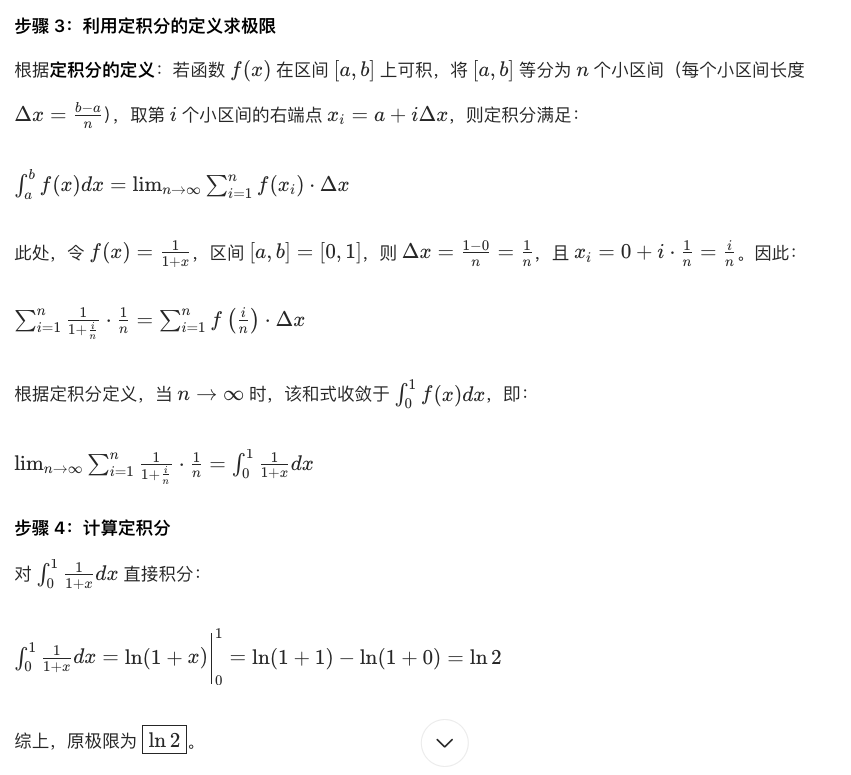 步骤 3：利用定积分的定义求极限
根据定积分的定义：若函数 $f(x)$ 在区间 $[a,b]$ 上可积，将 $[a,b]$ 等分为 $n$ 个小区间（每个小区间长度
$\Delta x = \frac{b-a}{n}$），取第 $i$ 个小区间的右端点 $x_i = a + i\Delta x$，则定积分满足：
$\int_a^b f(x)dx = \lim_{n\to\infty} \sum_{i=1}^n f(x_i) \cdot \Delta x$
此处，令 $f(x) = \frac{1}{1+x}$，区间 $[a,b] = [0,1]$，则 $\Delta x = \frac{1-0}{n} = \frac{1}{n}$，且 $x_i = 0 + i \cdot \frac{1}{n} = \frac{i}{n}$。因此：
$\sum_{i=1}^n \frac{1}{1+\frac{i}{n}} \cdot \frac{1}{n} = \sum_{i=1}^n f\left(\frac{i}{n}\right) \cdot \Delta x$
根据定积分定义，当 $n \to \infty$ 时，该和式收敛于 $\int_0^1 f(x)dx$，即：
$\lim_{n\to\infty} \sum_{i=1}^n \frac{1}{1+\frac{i}{n}} \cdot \frac{1}{n} = \int_0^1 \frac{1}{1+x}dx$
步骤 4：计算定积分
对 $\int_0^1 \frac{1}{1+x}dx$ 直接积分：
$\int_0^1 \frac{1}{1+x}dx = \ln(1+x)\Big|_0^1 = \ln(1+1) - \ln(1+0) = \ln 2$
综上，原极限为 $\boxed{\ln 2}$。